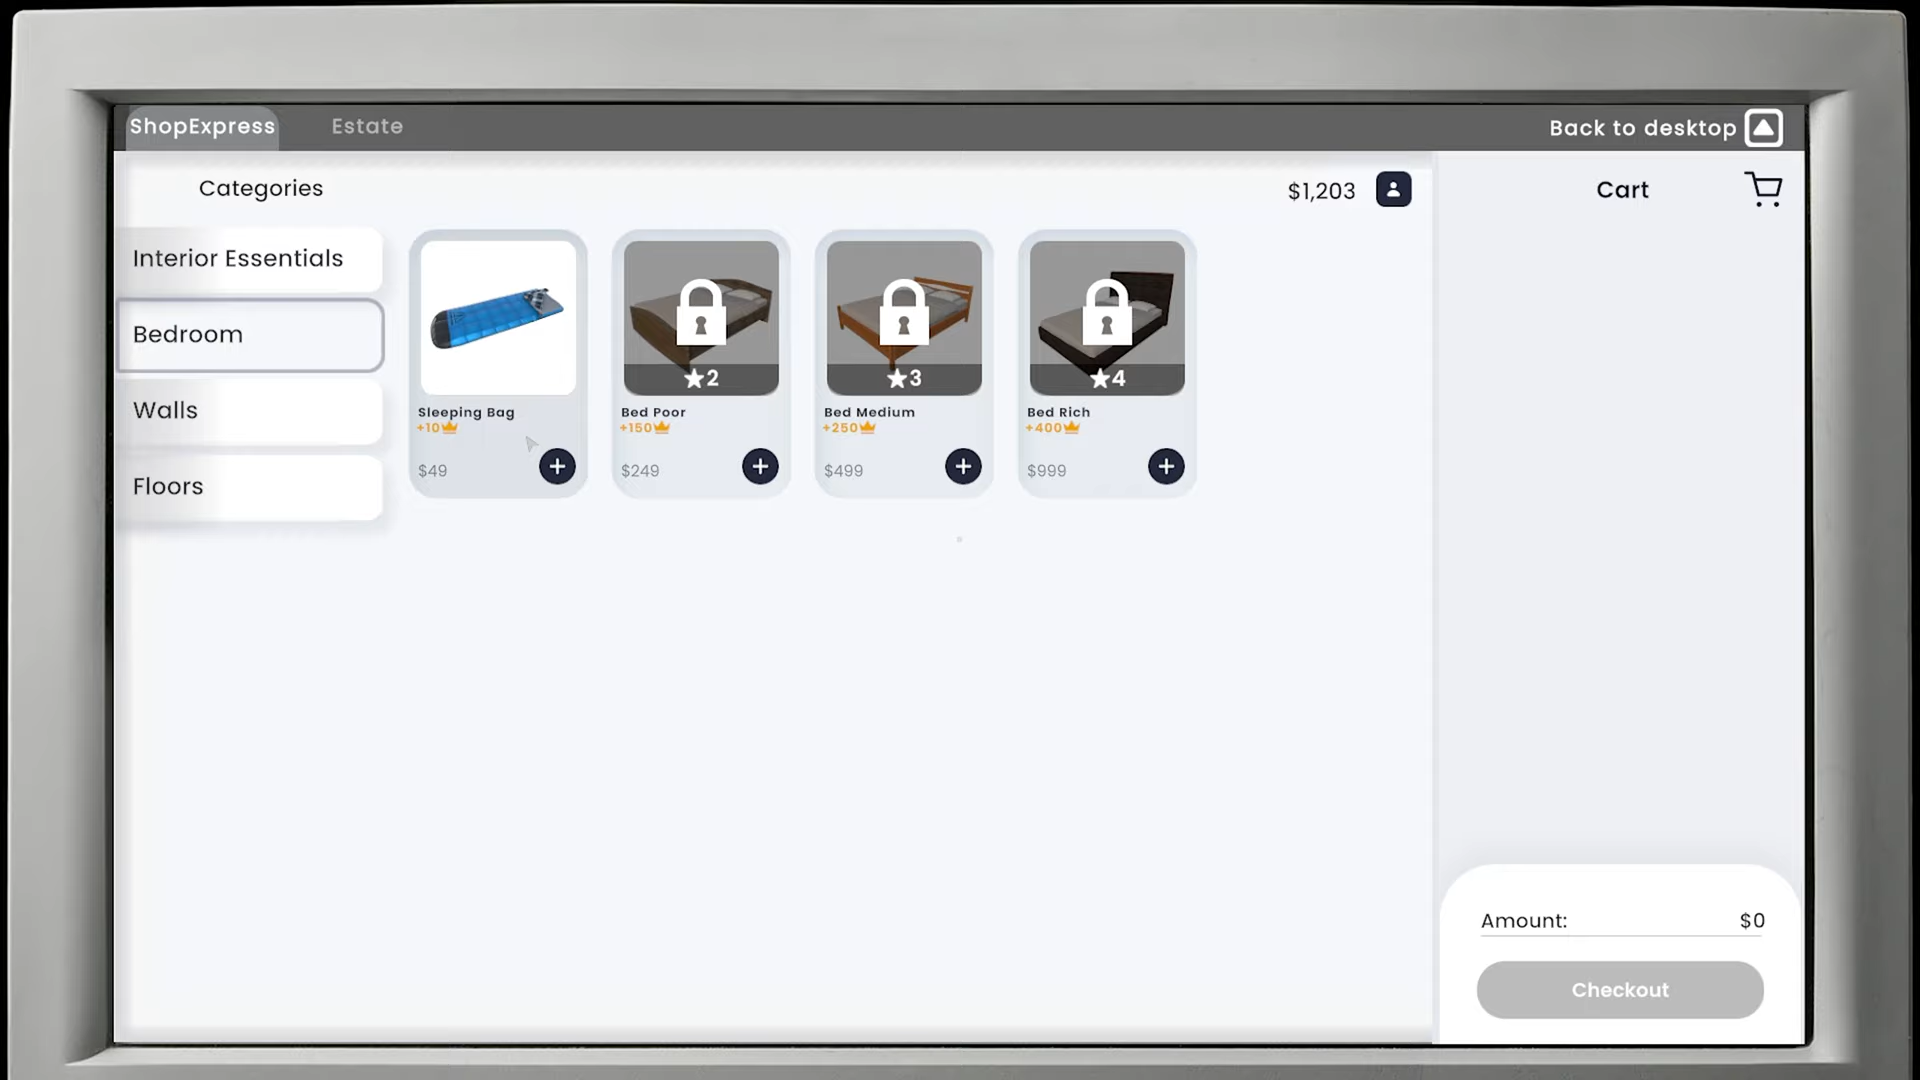 ShopExpress
Estate
Back to desktop
Categories
$1,203
Cart
Interior Essentials
Bedroom
Walls
Floors
2
3
4
Sleeping Bag
+10
$49
Bed Poor
+150
$249
Bed Medium
+250
$499
Bed Rich
+400
$999
Amount: $0
Checkout